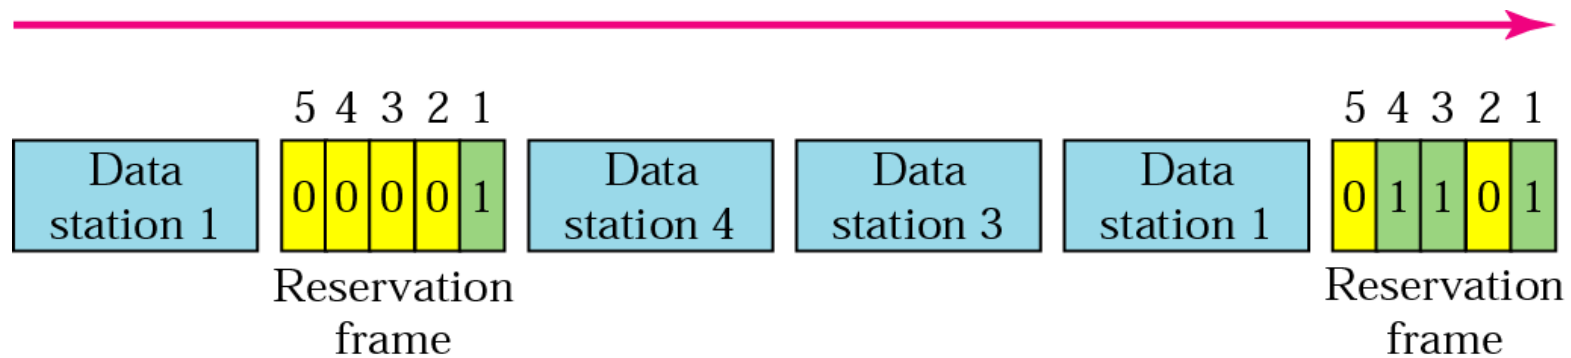 5 4 3 2 1
5 4 3 2 1
Data
station 1
0 0 0 0 1
Data
station 4
Data
station 3
Data
station 1
0 1 1 0 1
Reservation
frame
Reservation
frame